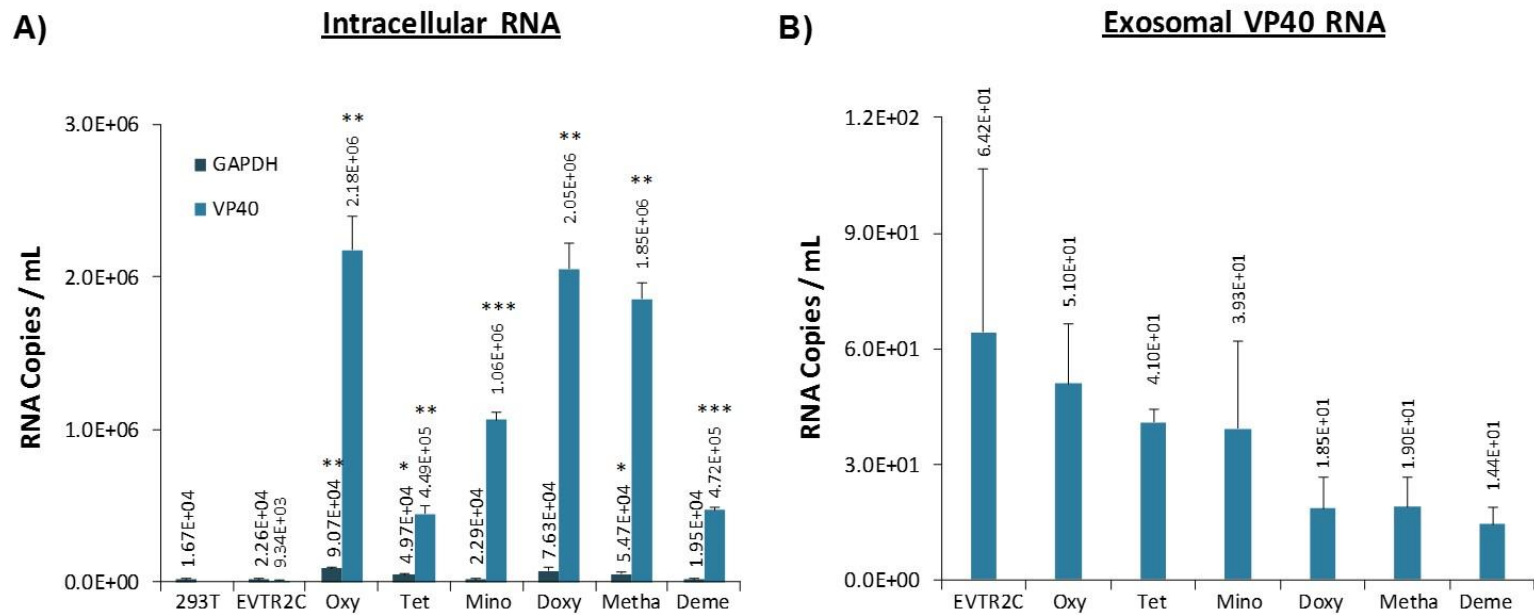 A)
Intracellular RNA
RNA Copies / mL
3.0E+06
2.0E+06
1.0E+06
0.0E+00
GAPDH
VP40
1.67E+04
2.26E+04
9.34E+03
**
9.07E+04
**
2.18E+06
*
4.97E+04
**
4.49E+05
2.29E+04
***
1.06E+06
7.63E+04
**
2.05E+06
*
5.47E+04
**
1.85E+06
1.95E+04
***
4.72E+05
293T EVTR2C Oxy Tet Mino Doxy Metha Deme
B)
Exosomal VP40 RNA
RNA Copies / mL
1.2E+02
9.0E+01
6.0E+01
3.0E+01
0.0E+00
6.42E+01
5.10E+01
4.10E+01
3.93E+01
1.85E+01
1.90E+01
1.44E+01
EVTR2C Oxy Tet Mino Doxy Metha Deme